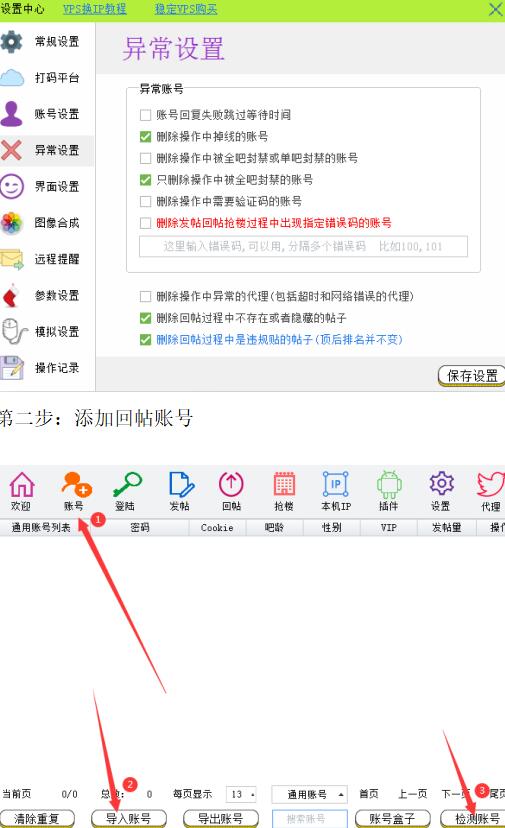 设置中心 VPS换IP教程 稳定VPS购买
常规设置
打码平台
账号设置
异常设置
界面设置
图像合成
远程提醒
参数设置
模拟设置
操作记录
异常设置
异常账号
账号回复失败跳过等待时间
删除操作中掉线的账号
删除操作中被全吧封禁或单吧封禁的账号
只删除操作中被全吧封禁的账号
删除操作中需要验证码的账号
删除发帖回帖抢楼过程中出现指定错误码的账号
这里输入错误码,可以用,分隔多个错误码 比如100,101
删除操作中异常的代理(包括超时和网络错误的代理)
删除回帖过程中不存在或者隐藏的帖子
删除回帖过程中是违规贴的帖子(顶后排名并不变)
保存设置
第二步：添加回帖账号
欢迎 账号 登陆 发帖 回帖 抢楼 本机IP 插件 设置 代理
IP
1
通用账号列表 密码 Cookie 吧龄 性别 VIP 发帖量 操作
2
3
当前页 0/0 总数: 0 每页显示 13 通用账号 首页 上一页 下一页 尾页
清除重复 导入账号 导出账号 搜索账号 账号盒子 检测账号